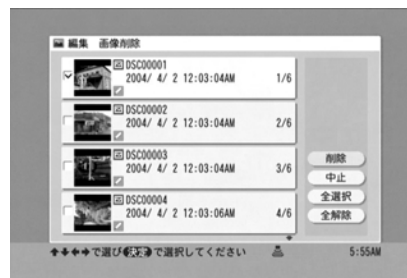 編集 画像削除
DSC00001
2004/ 4/ 2 12:03:04AM 1/6
DSC00002
2004/ 4/ 2 12:03:04AM 2/6
DSC00003
2004/ 4/ 2 12:03:04AM 3/6
DSC00004
2004/ 4/ 2 12:03:06AM 4/6
削除
中止
全選択
全解除
↑↓←→で選び決定で選択してください 5:55AM